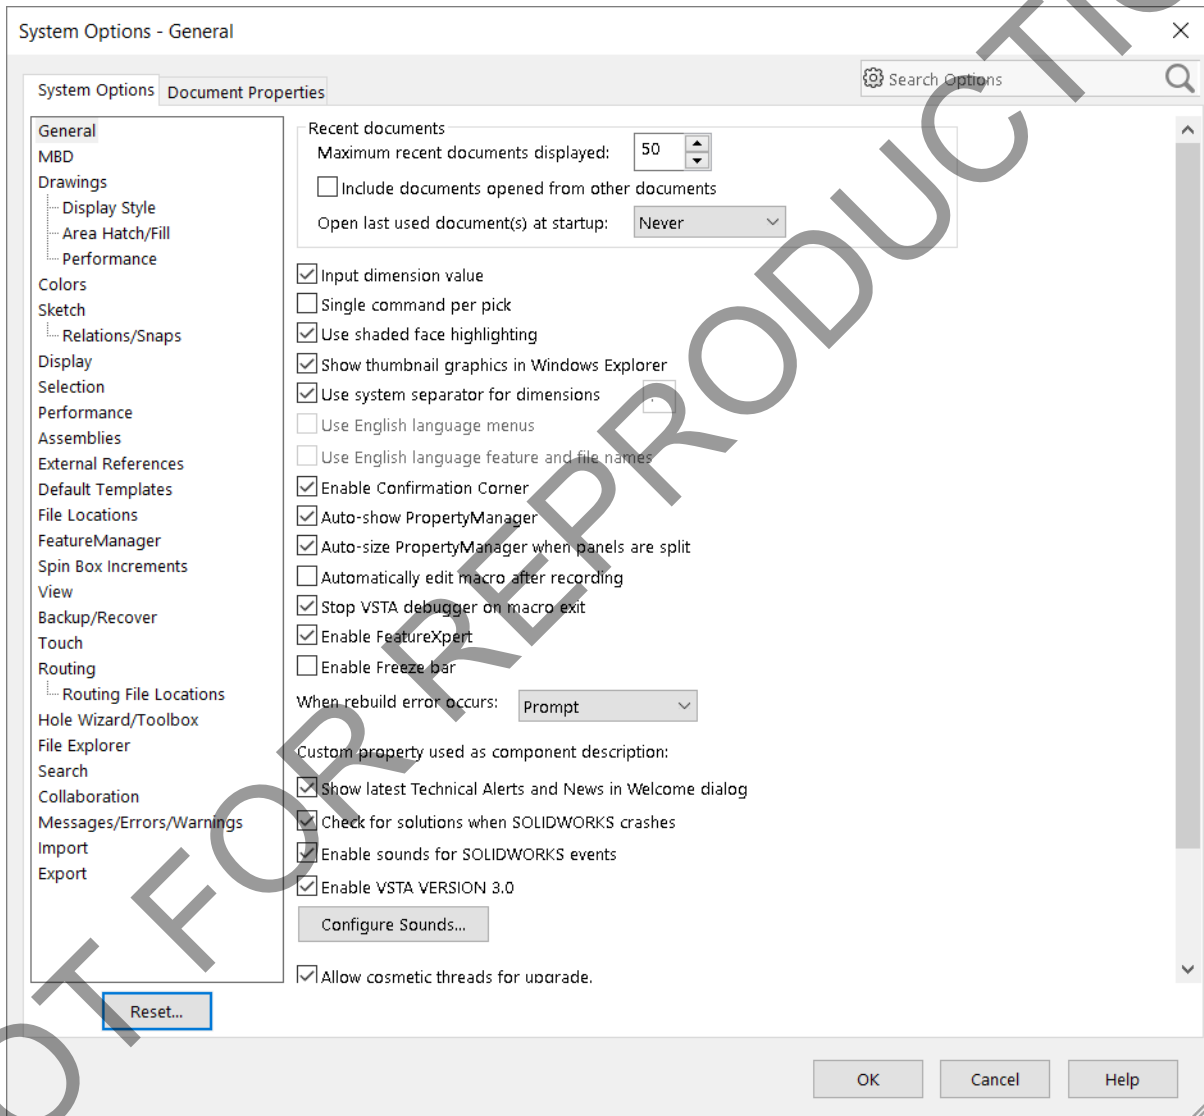 System Options - General
System Options Document Properties
Search Options
General
MBD
Drawings
Display Style
Area Hatch/Fill
Performance
Colors
Sketch
Relations/Snaps
Display
Selection
Performance
Assemblies
External References
Default Templates
File Locations
FeatureManager
Spin Box Increments
View
Backup/Recover
Touch
Routing
Routing File Locations
Hole Wizard/Toolbox
File Explorer
Search
Collaboration
Messages/Errors/Warnings
Import
Export
Reset...
Recent documents
Maximum recent documents displayed: 50
Include documents opened from other documents
Open last used document(s) at startup: Never
Input dimension value
Single command per pick
Use shaded face highlighting
Show thumbnail graphics in Windows Explorer
Use system separator for dimensions .
Use English language menus
Use English language feature and file names
Enable Confirmation Corner
Auto-show PropertyManager
Auto-size PropertyManager when panels are split
Automatically edit macro after recording
Stop VSTA debugger on macro exit
Enable FeatureXpert
Enable Freeze bar
When rebuild error occurs: Prompt
Custom property used as component description:
Show latest Technical Alerts and News in Welcome dialog
Check for solutions when SOLIDWORKS crashes
Enable sounds for SOLIDWORKS events
Enable VSTA VERSION 3.0
Configure Sounds...
Allow cosmetic threads for upgrade.
OK Cancel Help
OT FOR REPRODUCTIO